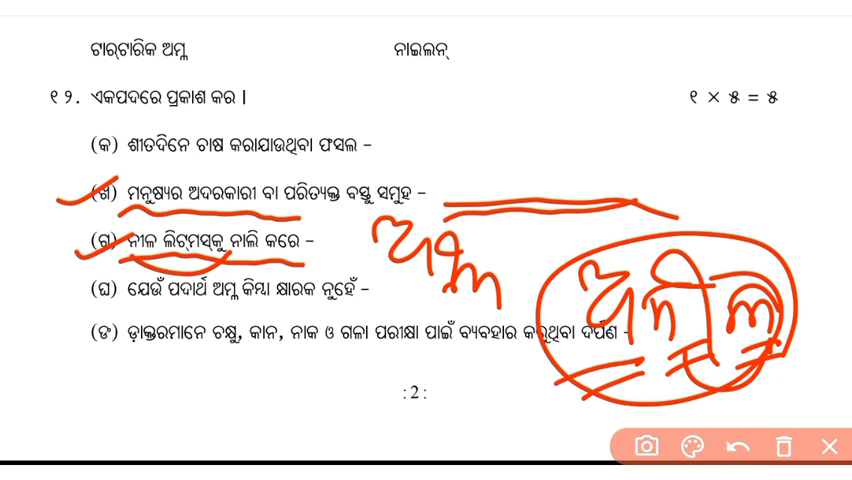 ଟାର୍‌ଟାରିକ ଅମ୍ଳ ନାଇଲନ୍
୧୨. ଏକପଦରେ ପ୍ରକାଶ କର । ୧ × ୫ = ୫
(କ) ଶୀତଦିନେ ଚାଷ କରାଯାଉଥିବା ଫସଲ –
(ଖ) ମନୁଷ୍ୟର ଅଦରକାରୀ ବା ପରିତ୍ୟକ୍ତ ବସ୍ତୁ ସମୁହ –
(ଗ) ନୀଳ ଲିଟ୍‌ମସ୍‌କୁ ନାଲି କରେ –
ଅମ୍ଳ
(ଘ) ଯେଉଁ ପଦାର୍ଥ ଅମ୍ଳ କିମ୍ବା କ୍ଷାରକ ନୁହେଁ –
(ଙ) ଡ଼ାକ୍ତରମାନେ ଚକ୍ଷୁ, କାନ, ନାକ ଓ ଗଳା ପରୀକ୍ଷା ପାଇଁ ବ୍ୟବହାର କରୁଥିବା ଦର୍ପଣ –
:2: